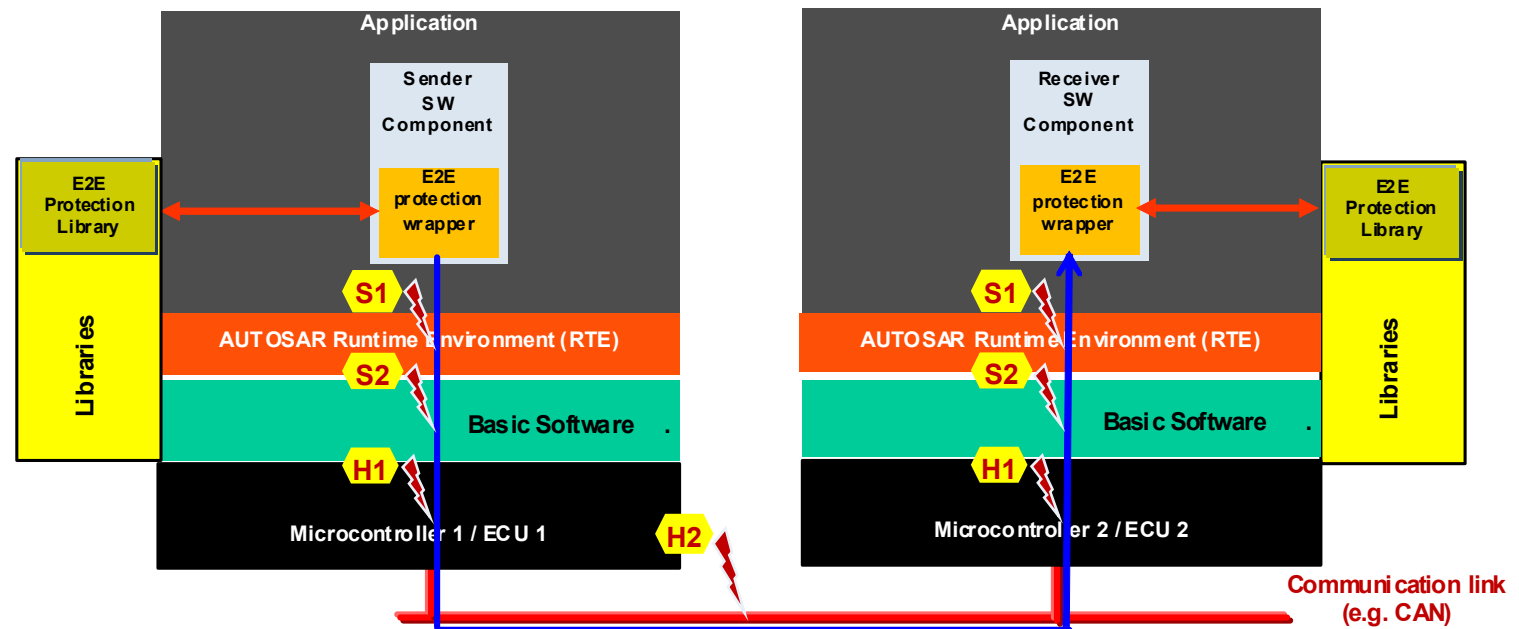 Application
Sender
SW
Component
E2E
protection
wrapper
E2E
Protection
Library
Libraries
S1
AUTOSAR Runtime Environment (RTE)
S2
Basic Software .
H1
Microcontroller 1 / ECU 1
H2
Application
Receiver
SW
Component
E2E
protection
wrapper
E2E
Protection
Library
Libraries
S1
AUTOSAR Runtime Environment (RTE)
S2
Basic Software .
H1
Microcontroller 2 / ECU 2
Communication link
(e.g. CAN)